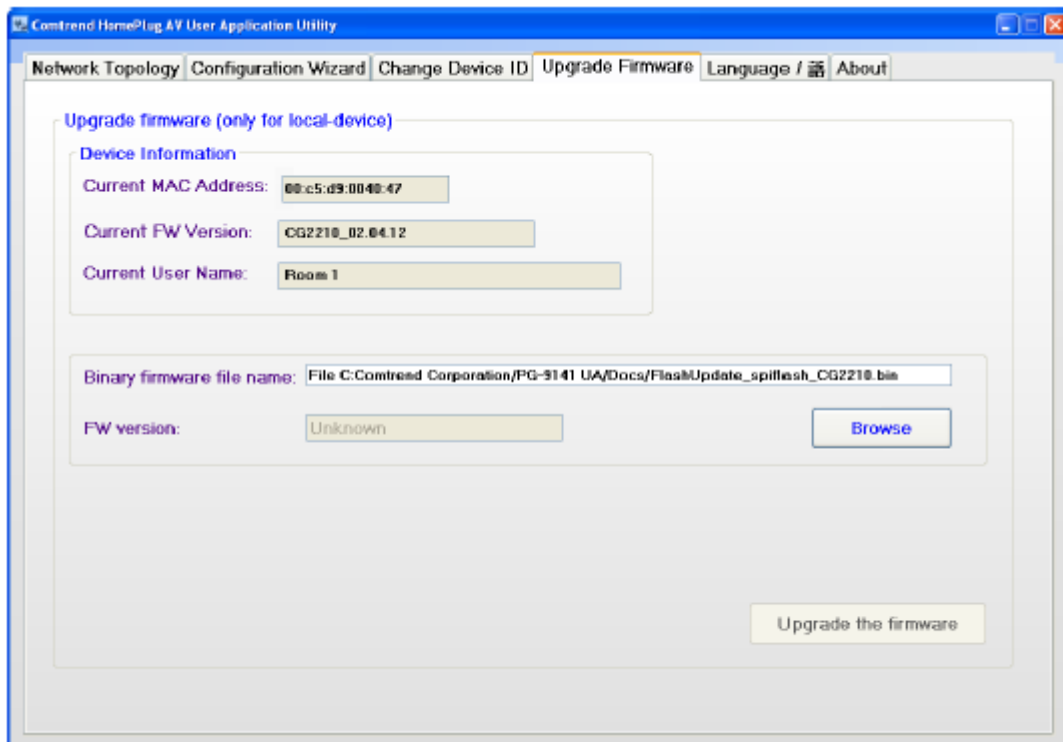 Comtrend HomePlug AV User Application Utility
Network Topology Configuration Wizard Change Device ID Upgrade Firmware Language / 語 About
Upgrade firmware (only for local-device)
Device Information
Current MAC Address: 00:c5:d9:0040:47
Current FW Version: CG2210_02.04.12
Current User Name: Room 1
Binary firmware file name: File C:Comtrend Corporation/PG-9141 UA/Docs/FlashUpdate_spiflash_CG2210.bin
FW version: Unknown
Browse
Upgrade the firmware